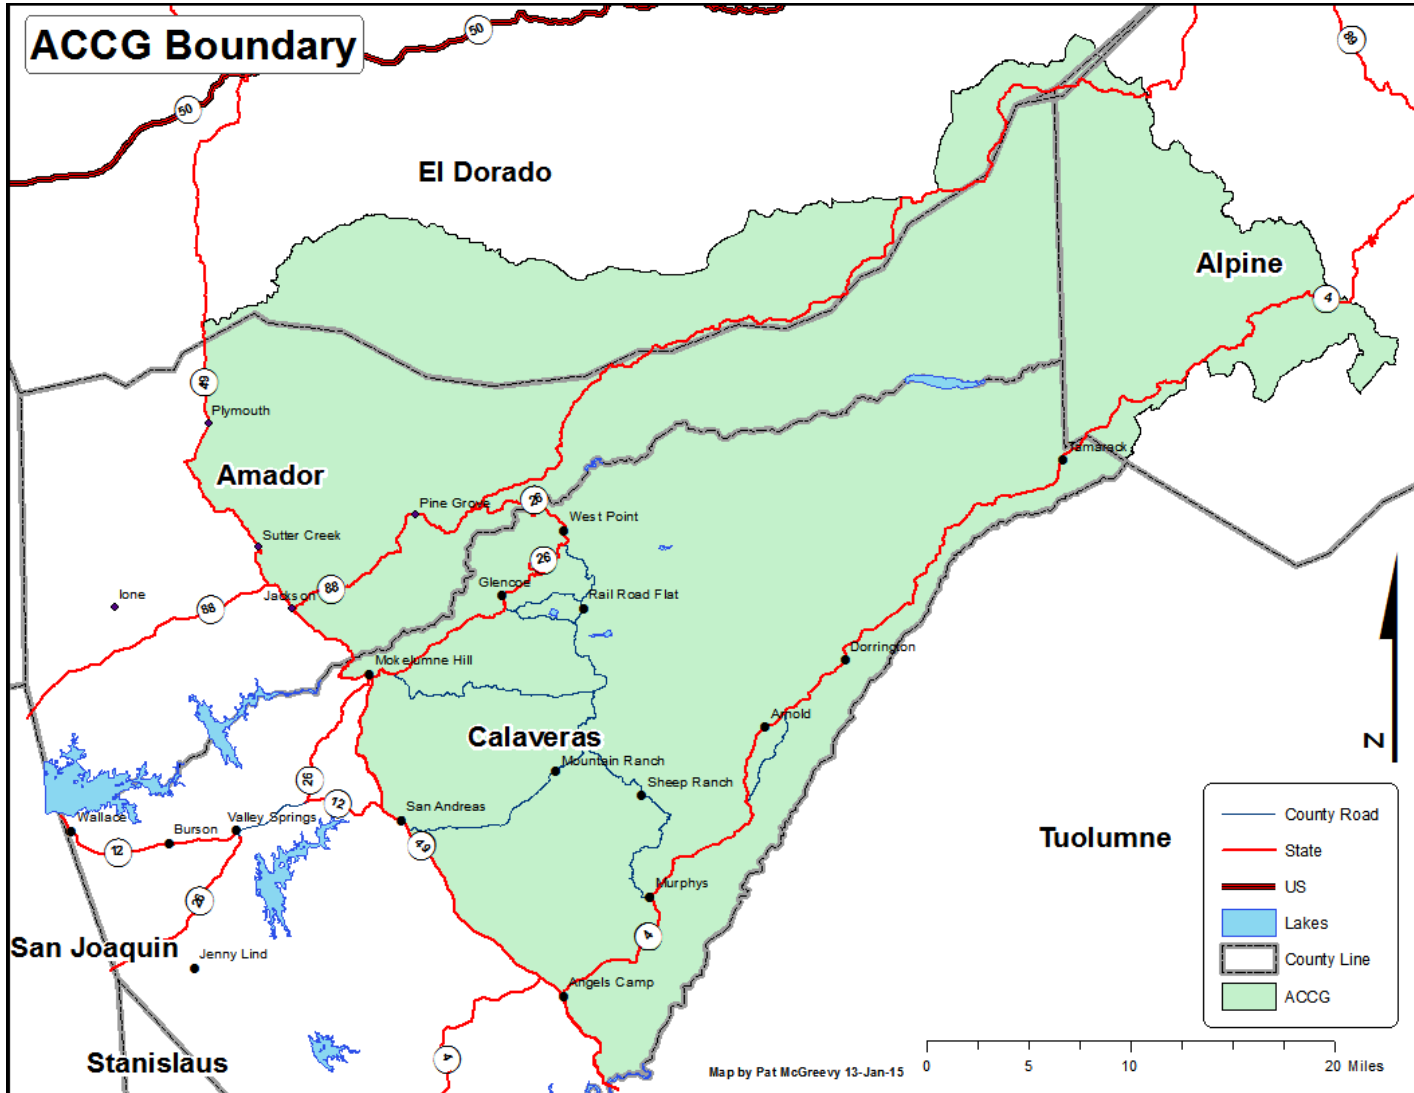 ACCG Boundary
50
50
89
El Dorado
Alpine
4
49
Plymouth
Amador
Tamarack
Pine Grove
26
West Point
Sutter Creek
26
Glencoe
88
Ione
88
Jackson
Rail Road Flat
Dorrington
Mokelumne Hill
Arnold
Calaveras
Mountain Ranch
26
Sheep Ranch
12
San Andreas
Valley Springs
Wallace
Burson
12
49
Tuolumne
26
Murphys
4
San Joaquin
Jenny Lind
Angels Camp
4
Stanislaus
N
County Road
State
US
Lakes
County Line
ACCG
Map by Pat McGreevy 13-Jan-15
0 5 10 20 Miles